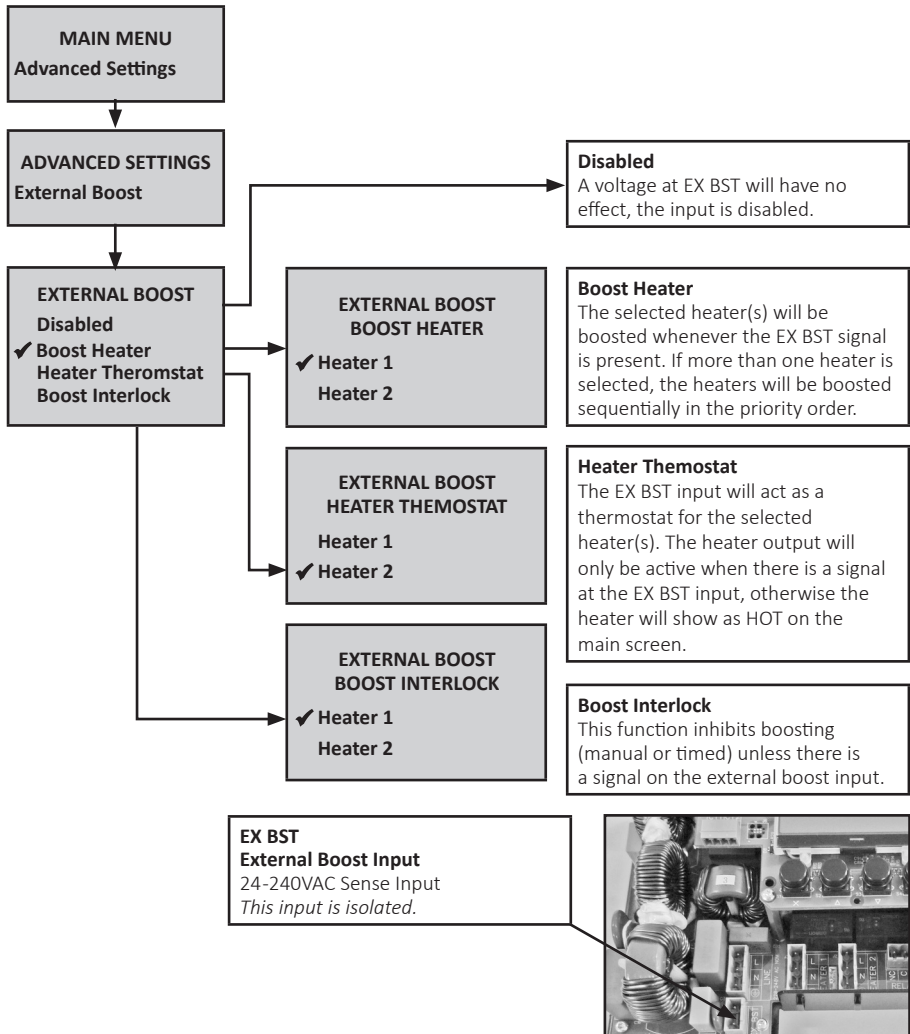 MAIN MENU
Advanced Settings
ADVANCED SETTINGS
External Boost
EXTERNAL BOOST
Disabled
✔ Boost Heater
Heater Theromstat
Boost Interlock
EXTERNAL BOOST
BOOST HEATER
✔ Heater 1
Heater 2
EXTERNAL BOOST
HEATER THEMOSTAT
Heater 1
✔ Heater 2
EXTERNAL BOOST
BOOST INTERLOCK
✔ Heater 1
Heater 2
Disabled
A voltage at EX BST will have no
effect, the input is disabled.
Boost Heater
The selected heater(s) will be
boosted whenever the EX BST signal
is present. If more than one heater is
selected, the heaters will be boosted
sequentially in the priority order.
Heater Themostat
The EX BST input will act as a
thermostat for the selected
heater(s). The heater output will
only be active when there is a signal
at the EX BST input, otherwise the
heater will show as HOT on the
main screen.
Boost Interlock
This function inhibits boosting
(manual or timed) unless there is
a signal on the external boost input.
EX BST
External Boost Input
24-240VAC Sense Input
This input is isolated.
L
N
LINE
BST
L
N
HEATER 1
L
N
HEATER 2
NC
C
REL